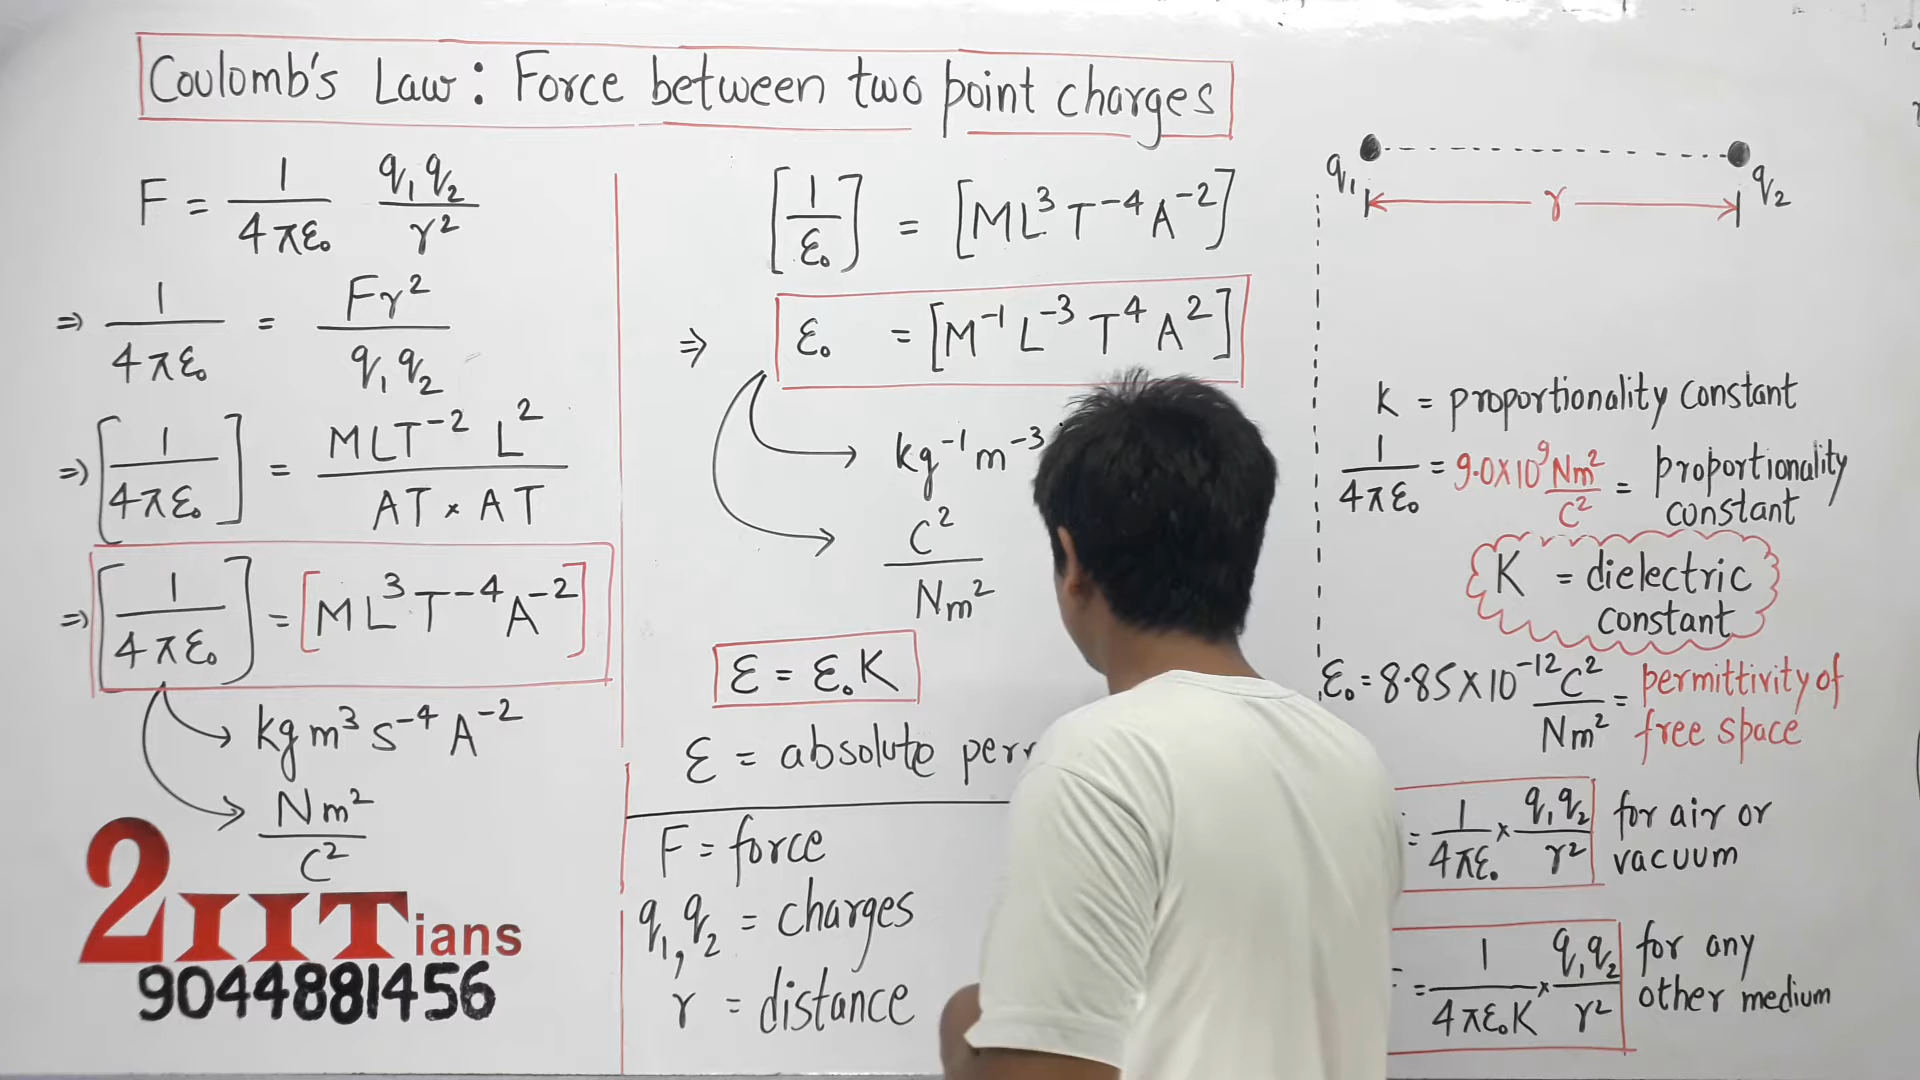 Coulomb's Law: Force between two point charges
F = 1/4πε₀ q₁q₂/r²
⇒ 1/4πε₀ = Fr²/q₁q₂
⇒ [1/4πε₀] = MLT⁻² L²/AT × AT
⇒ [1/4πε₀] = [ML³T⁻⁴A⁻²]
kg m³ s⁻⁴ A⁻²
Nm²/C²
2IITians
9044881456
[1/ε₀] = [ML³T⁻⁴A⁻²]
⇒ ε₀ = [M⁻¹L⁻³T⁴A²]
kg⁻¹m⁻³
C²/Nm²
ε = ε₀K
ε = absolute
F = force
q₁, q₂ = charges
r = distance
q₁ q₂
r
k = proportionality constant
1/4πε₀ = 9.0×10⁹ Nm²/C² = proportionality
constant
K = dielectric
constant
ε₀ = 8.85×10⁻¹² C²/Nm² = permittivity of
free space
= 1/4πε₀ × q₁q₂/r² for air or
vacuum
= 1/4πε₀K × q₁q₂/r² for any
other medium